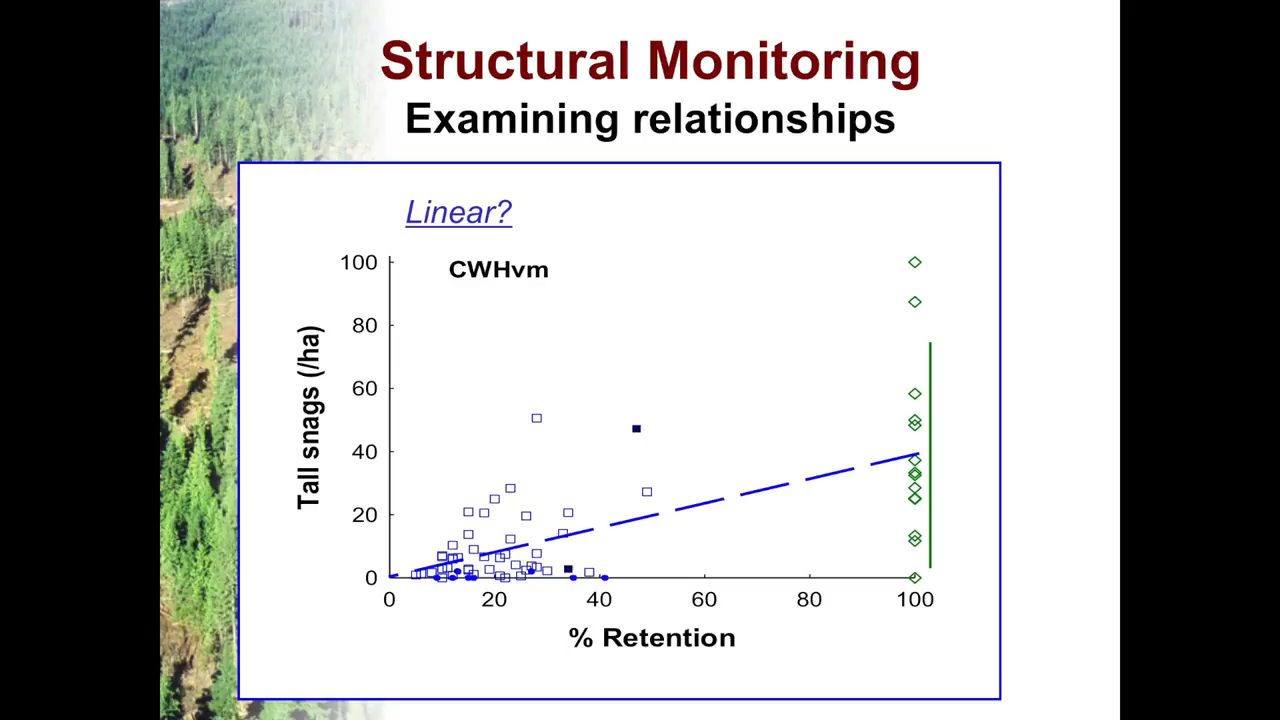 Structural Monitoring
Examining relationships
Linear?
CWHvm
100
80
60
40
20
0
Tall snags (/ha)
0 20 40 60 80 100
% Retention